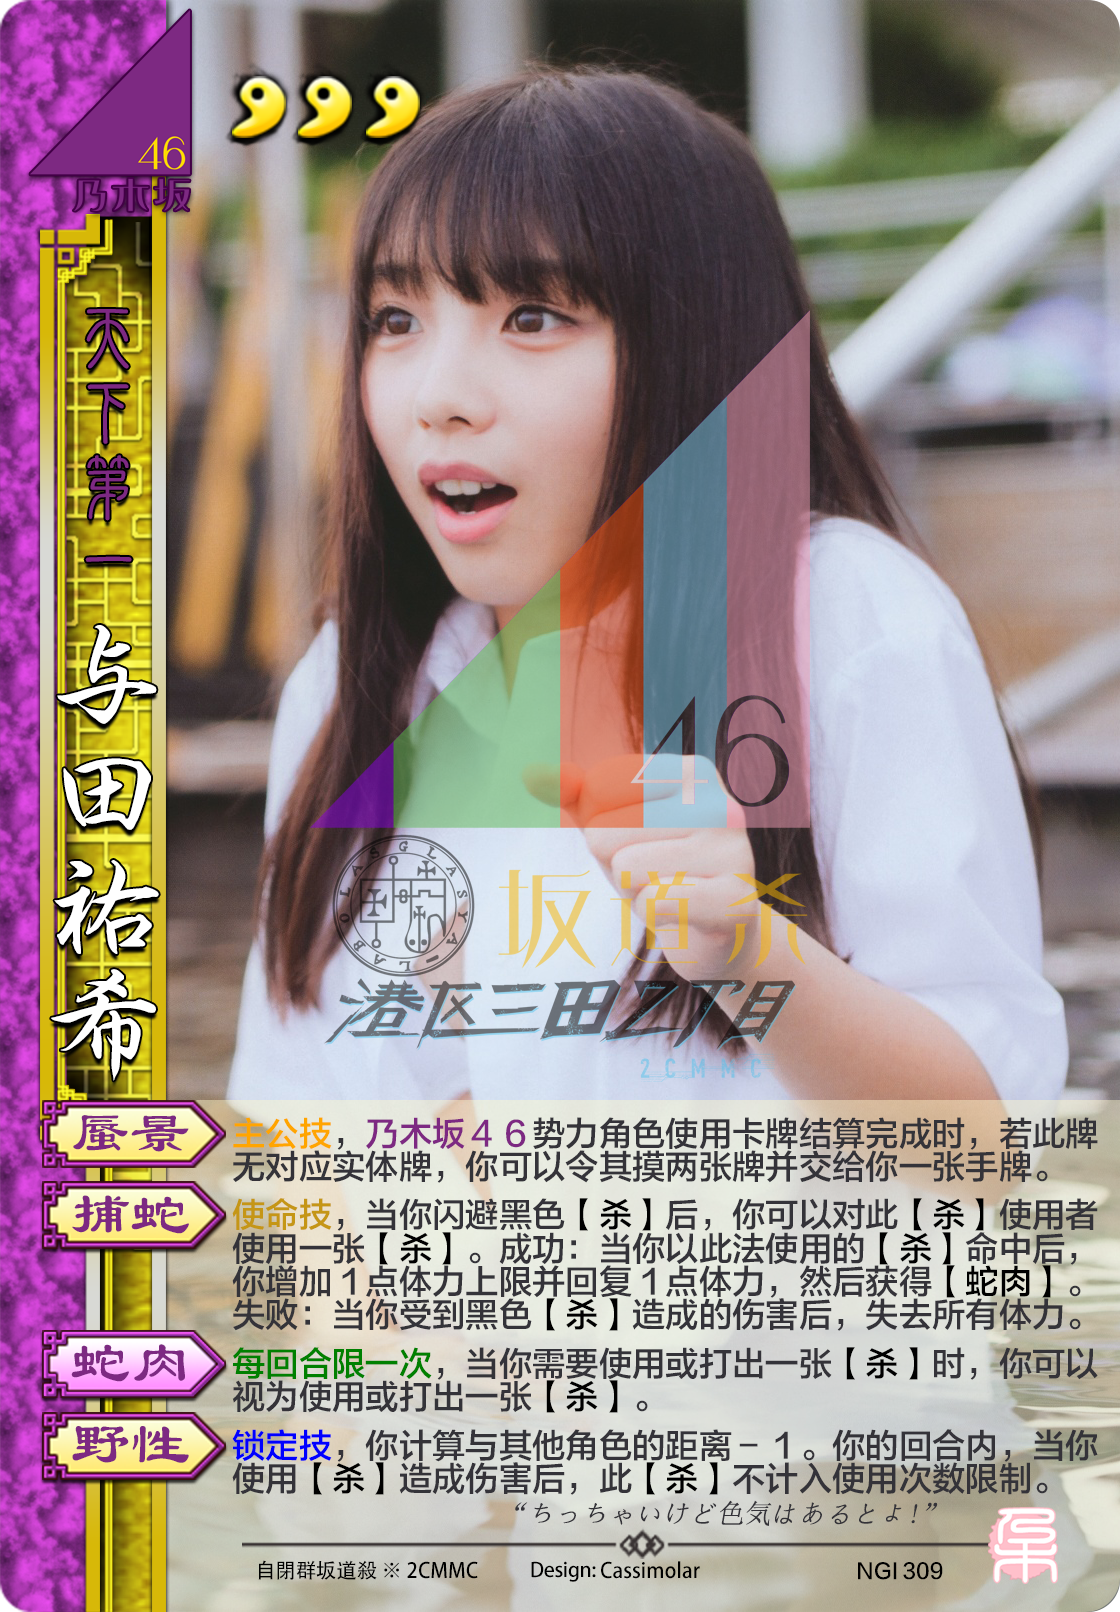 46
乃木坂
天下第一
与田祐希
46
GLASYA LABOLAS
坂道杀
港区三田2丁目
2CMMC
蜃景
主公技，乃木坂４６势力角色使用卡牌结算完成时，若此牌
无对应实体牌，你可以令其摸两张牌并交给你一张手牌。
捕蛇
使命技，当你闪避黑色【杀】后，你可以对此【杀】使用者
使用一张【杀】。成功：当你以此法使用的【杀】命中后，
你增加１点体力上限并回复１点体力，然后获得【蛇肉】。
失败：当你受到黑色【杀】造成的伤害后，失去所有体力。
蛇肉
每回合限一次，当你需要使用或打出一张【杀】时，你可以
视为使用或打出一张【杀】。
野性
锁定技，你计算与其他角色的距离－１。你的回合内，当你
使用【杀】造成伤害后，此【杀】不计入使用次数限制。
“ちっちゃいけど色気はあるとよ！”
自閉群坂道殺 ※ 2CMMC
Design: Cassimolar
NGI 309